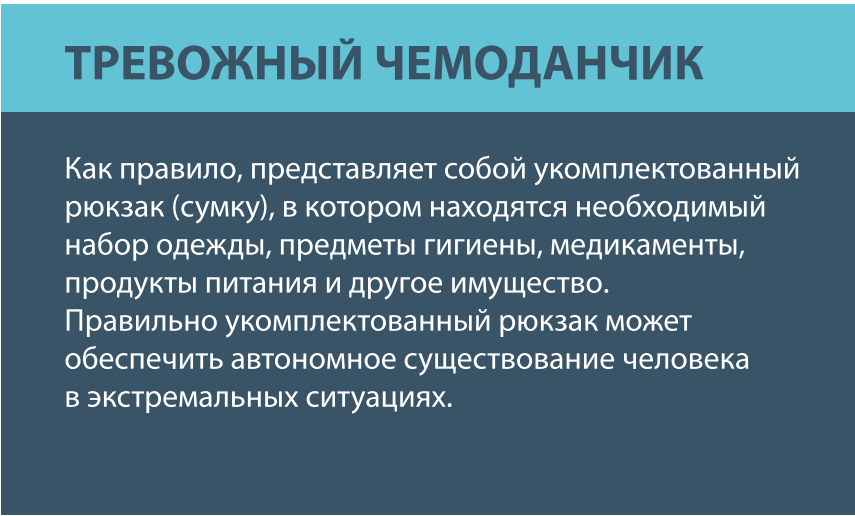 ТРЕВОЖНЫЙ ЧЕМОДАНЧИК
Как правило, представляет собой укомплектованный
рюкзак (сумку), в котором находятся необходимый
набор одежды, предметы гигиены, медикаменты,
продукты питания и другое имущество.
Правильно укомплектованный рюкзак может
обеспечить автономное существование человека
в экстремальных ситуациях.